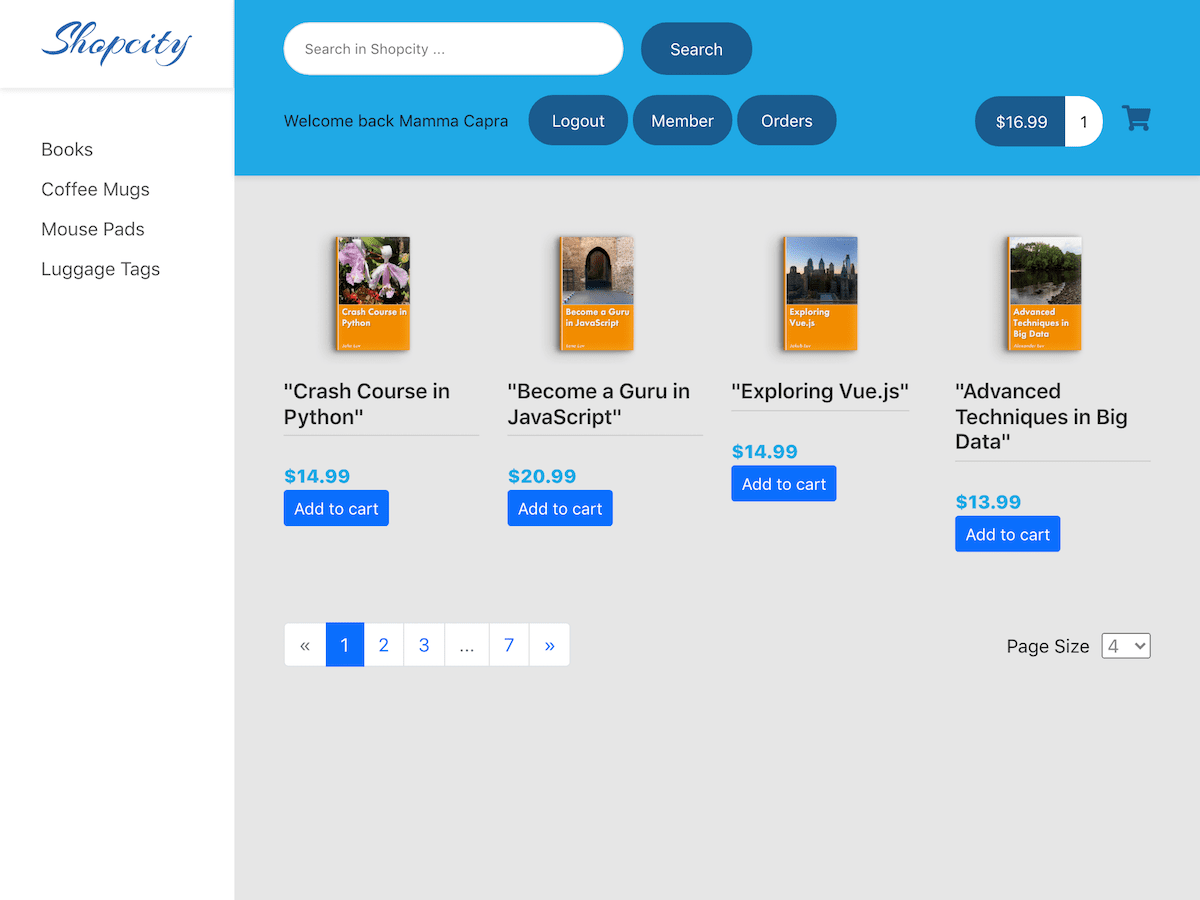 Shopcity
Search in Shopcity ...
Search
Welcome back Mamma Capra
Logout
Member
Orders
$16.99
1
Books
Coffee Mugs
Mouse Pads
Luggage Tags
Crash Course in
Python
Become a Guru
in JavaScript
Exploring
Vue.js
Advanced
Techniques in
Big Data
"Crash Course in
Python"
$14.99
Add to cart
"Become a Guru in
JavaScript"
$20.99
Add to cart
"Exploring Vue.js"
$14.99
Add to cart
"Advanced
Techniques in Big
Data"
$13.99
Add to cart
« 1 2 3 ... 7 »
Page Size 4